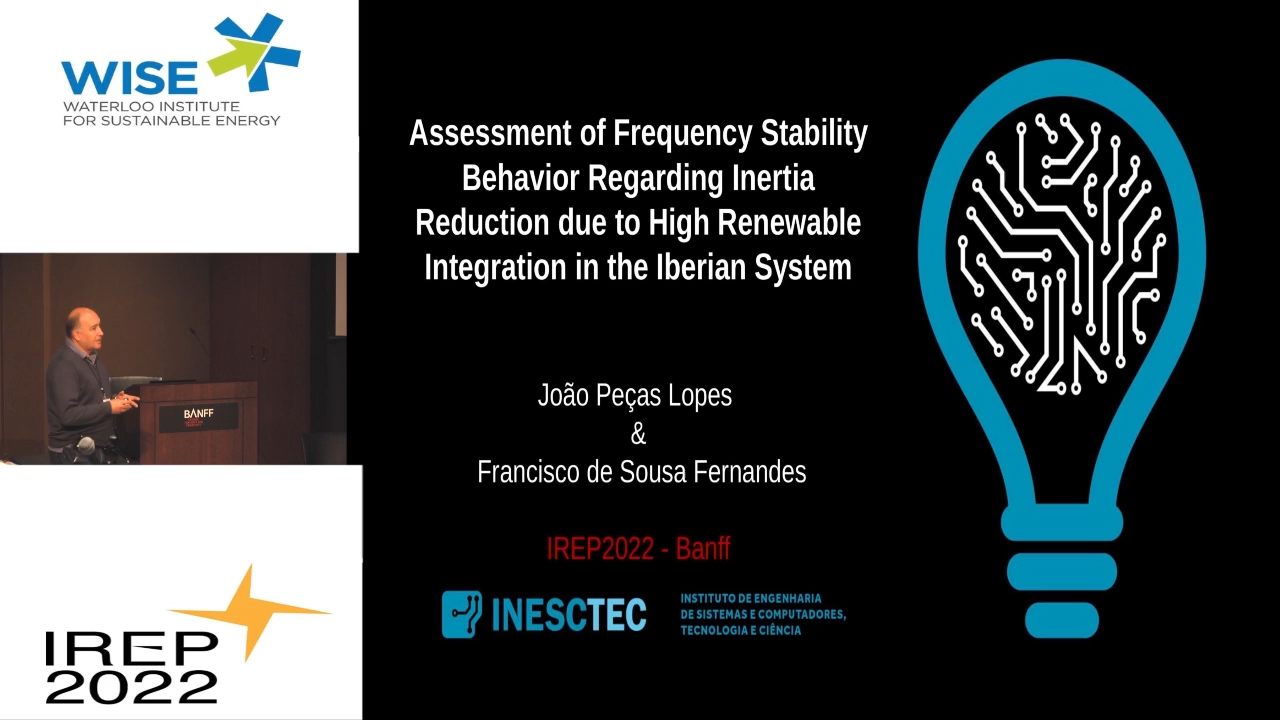 WISE
WATERLOO INSTITUTE
FOR SUSTAINABLE ENERGY
Assessment of Frequency Stability
Behavior Regarding Inertia
Reduction due to High Renewable
Integration in the Iberian System
João Peças Lopes
&
Francisco de Sousa Fernandes
IREP2022 - Banff
INESCTEC
INSTITUTO DE ENGENHARIA
DE SISTEMAS E COMPUTADORES,
TECNOLOGIA E CIÊNCIA
BANFF
IREP
2022